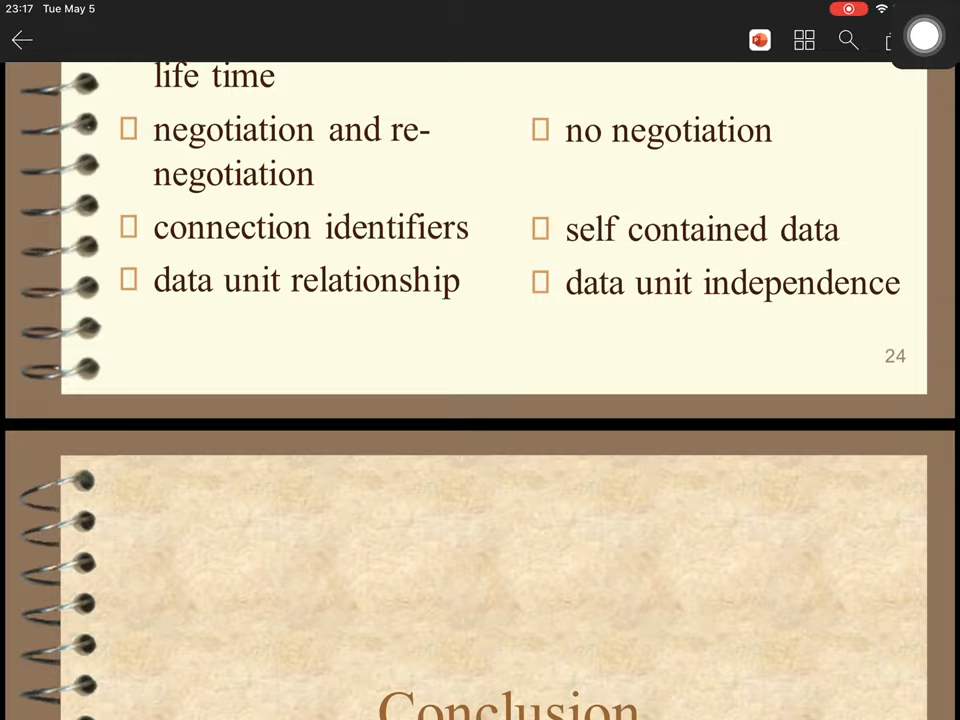 23:17 Tue May 5
life time
negotiation and re-
negotiation
connection identifiers
data unit relationship
no negotiation
self contained data
data unit independence
24
Conclusion